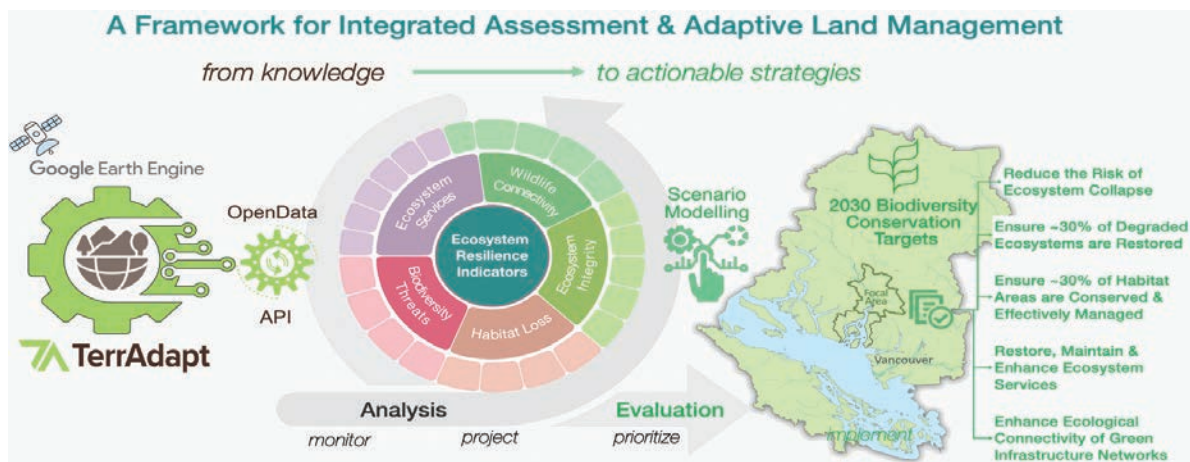 A Framework for Integrated Assessment & Adaptive Land Management
from knowledge
to actionable strategies
Google Earth Engine
OpenData
API
TerrAdapt
Ecosystem
Services
Wildlife
Connectivity
Ecosystem
Integrity
Habitat Loss
Biodiversity
Threats
Ecosystem
Resilience
Indicators
Scenario
Modelling
Analysis
Evaluation
monitor
project
prioritize
implement
2030 Biodiversity
Conservation
Targets
Focal
Area
Vancouver
Reduce the Risk of
Ecosystem Collapse
Ensure ~30% of Degraded
Ecosystems are Restored
Ensure ~30% of Habitat
Areas are Conserved &
Effectively Managed
Restore, Maintain &
Enhance Ecosystem
Services
Enhance Ecological
Connectivity of Green
Infrastructure Networks